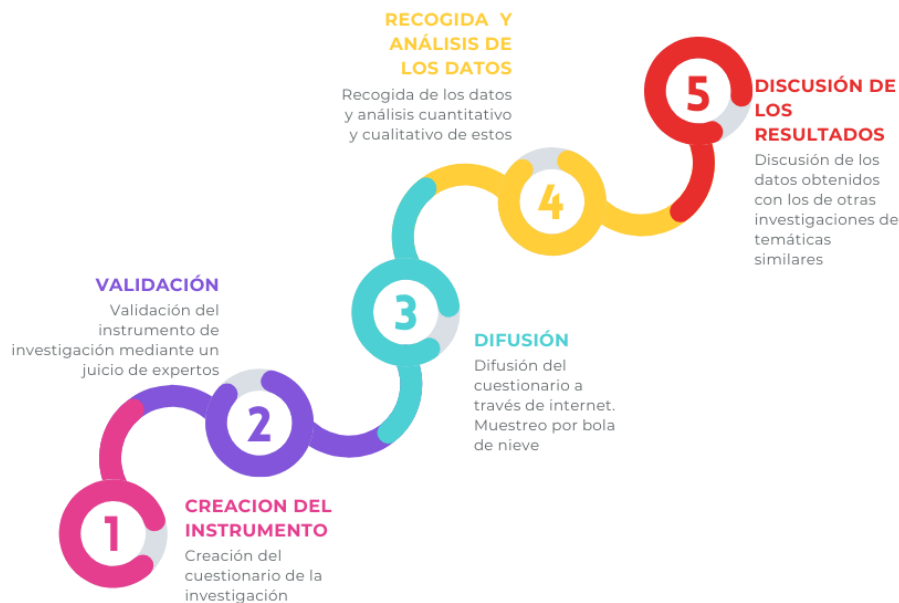 1
CREACION DEL
INSTRUMENTO
Creación del
cuestionario de la
investigación
2
VALIDACIÓN
Validación del
instrumento de
investigación mediante un
juicio de expertos
3
DIFUSIÓN
Difusión del
cuestionario a
través de internet.
Muestreo por bola
de nieve
4
RECOGIDA Y
ANÁLISIS DE
LOS DATOS
Recogida de los datos
y análisis cuantitativo
y cualitativo de estos
5
DISCUSIÓN DE
LOS
RESULTADOS
Discusión de los
datos obtenidos
con los de otras
investigaciones de
temáticas
similares